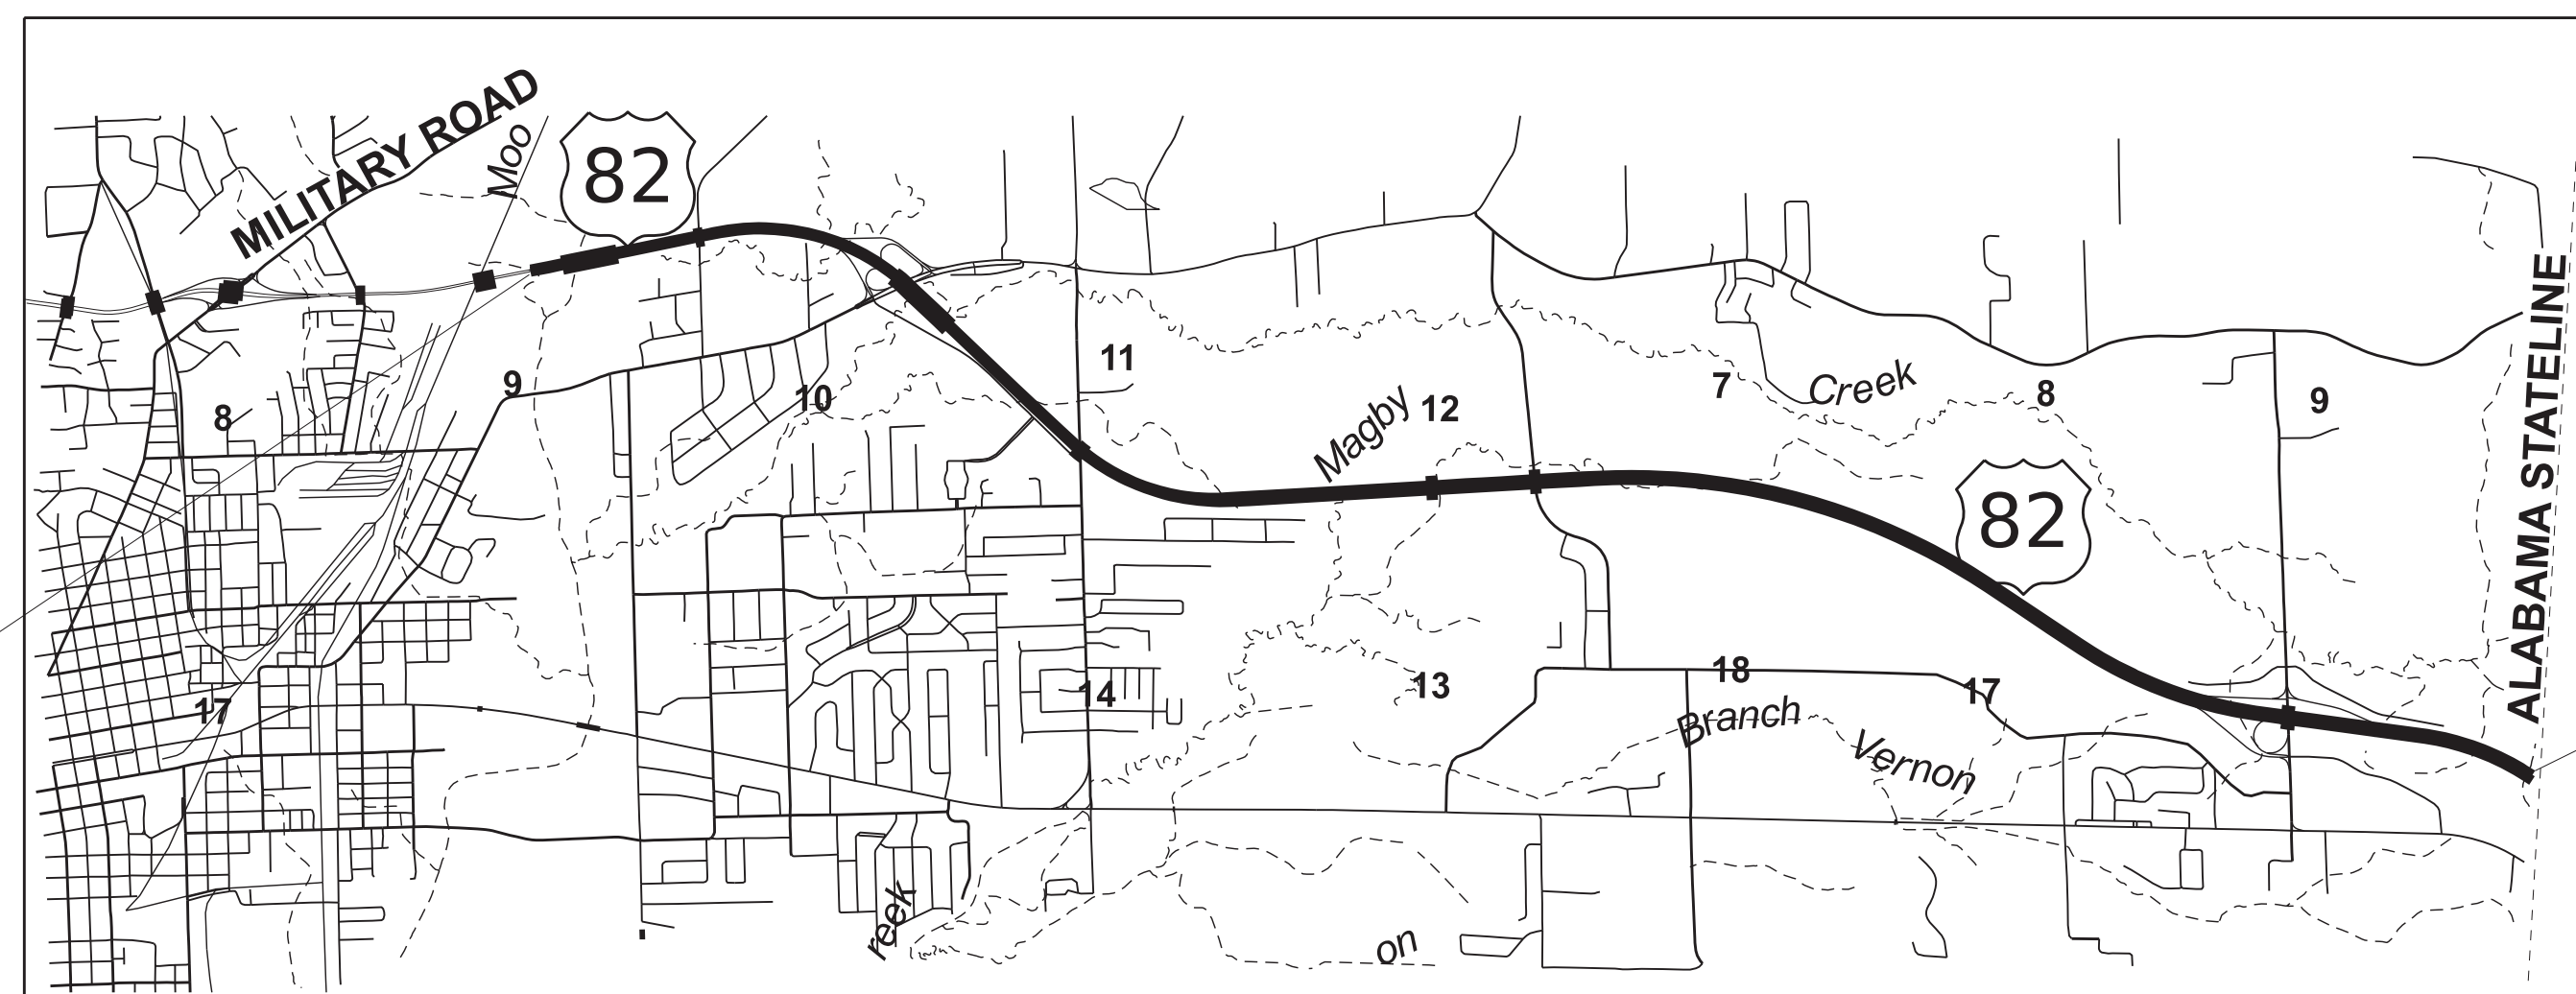 MILITARY ROAD
Moo
82
11
9
10
8
Magby
12
7
Creek
8
9
82
ALABAMA STATELINE
17
14
13
18
17
Branch
Vernon
reek
on